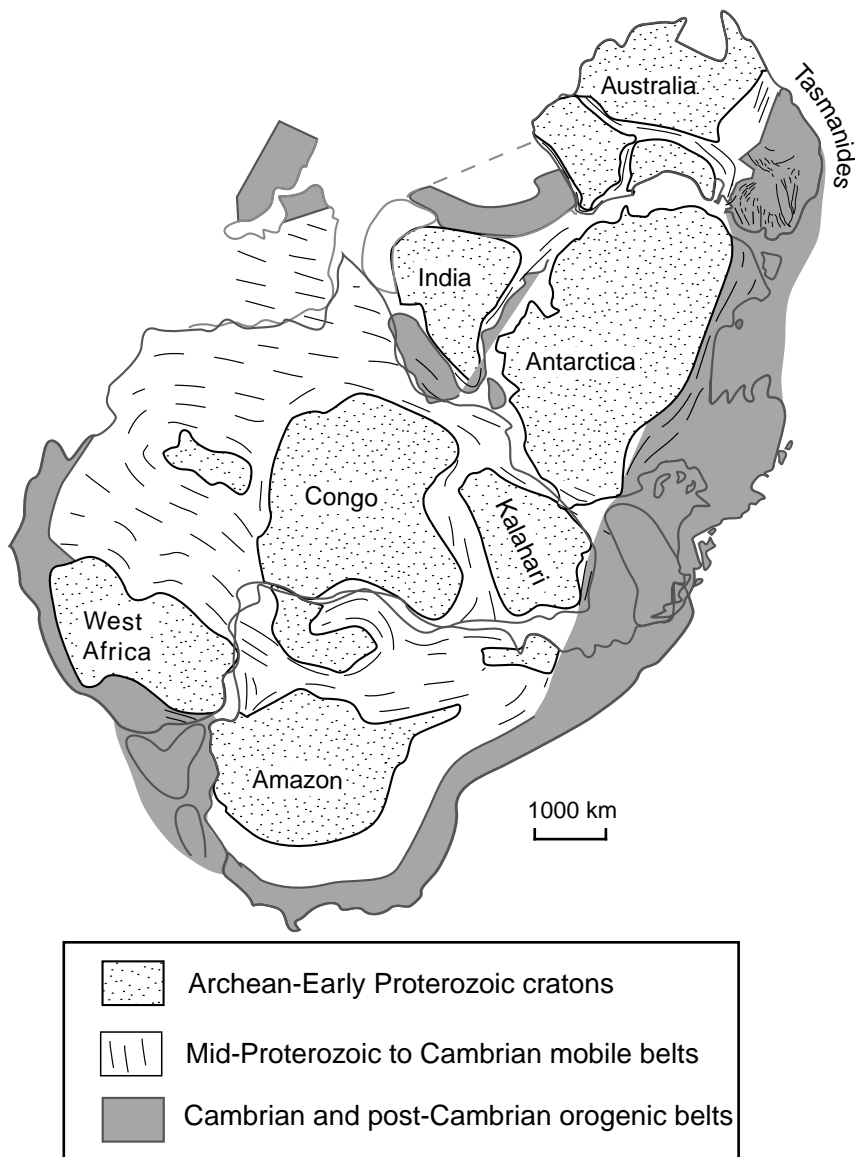 Australia
Tasmanides
India
Antarctica
Congo
Kalahari
West
Africa
Amazon
1000 km
Archean-Early Proterozoic cratons
Mid-Proterozoic to Cambrian mobile belts
Cambrian and post-Cambrian orogenic belts